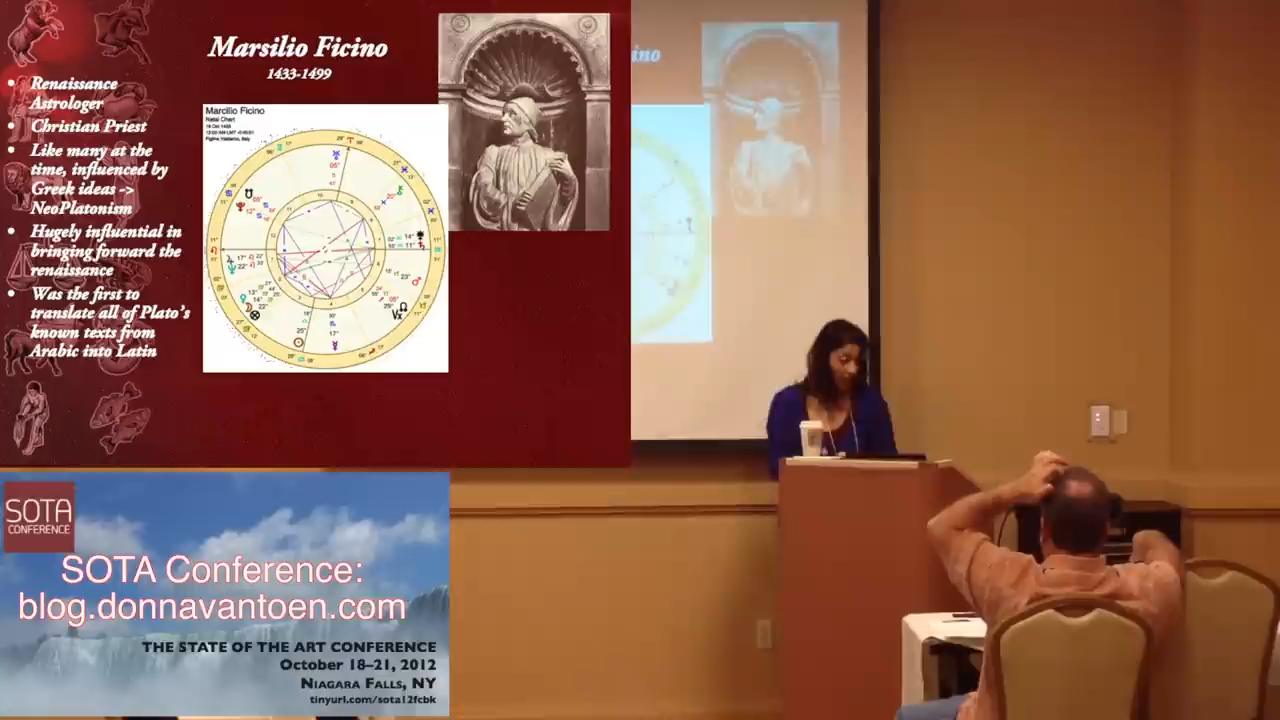 Marsilio Ficino
1433-1499
Renaissance
Astrologer
Christian Priest
Like many at the
time, influenced by
Greek ideas ->
NeoPlatonism
Hugely influential in
bringing forward the
renaissance
Was the first to
translate all of Plato's
known texts from
Arabic into Latin
Marcilio Ficino
Natal Chart
ino
SOTA
CONFERENCE
SOTA Conference:
blog.donnavantoen.com
THE STATE OF THE ART CONFERENCE
October 18–21, 2012
NIAGARA FALLS, NY
tinyurl.com/sota12fcbk